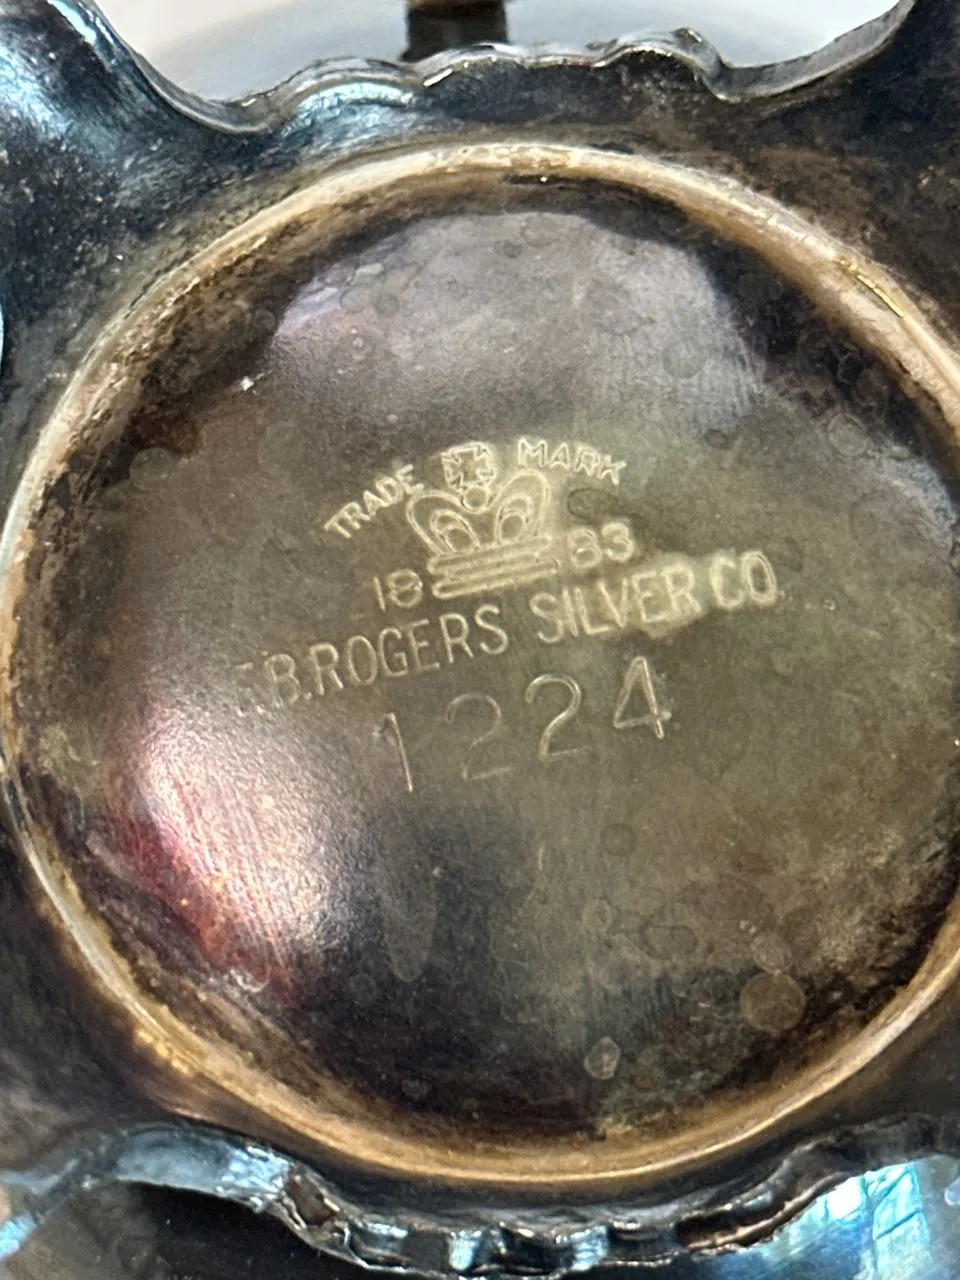 TRADE MARK
18 83
F.B. ROGERS SILVER CO
1224